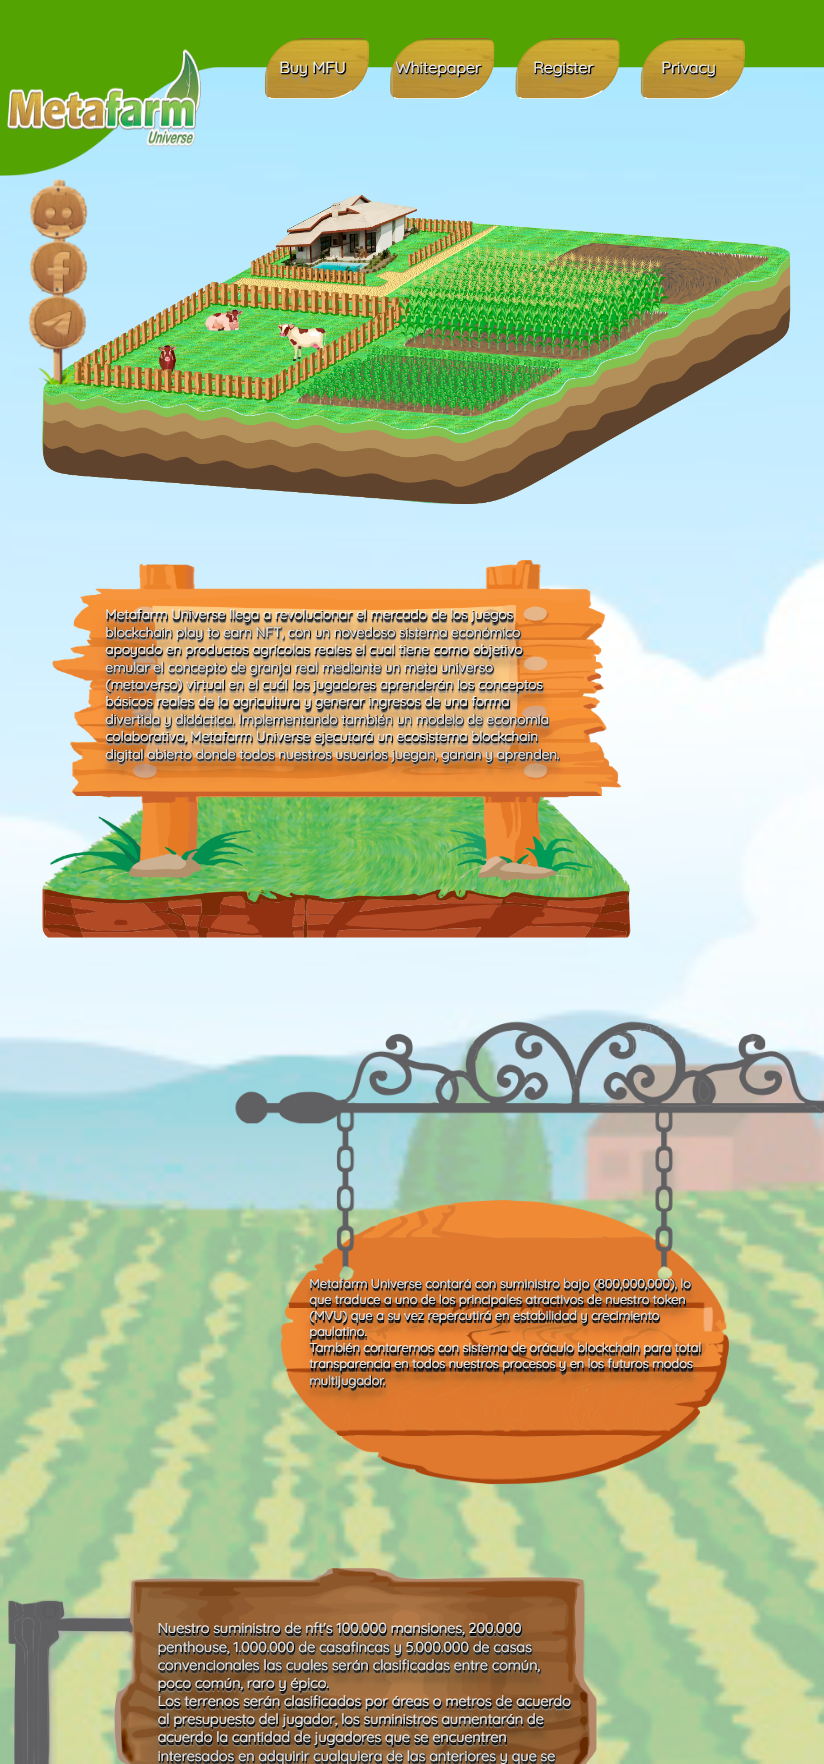 Buy MFU
Whitepaper
Register
Privacy
Metafarm
Universe
Metafarm Universe llega a revolucionar el mercado de los juegos
blockchain play to earn NFT, con un novedoso sistema económico
apoyado en productos agrícolas reales el cual tiene como objetivo
emular el concepto de granja real mediante un meta universo
(metaverso) virtual en el cuál los jugadores aprenderán los conceptos
básicos reales de la agricultura y generar ingresos de una forma
divertida y didáctica. Implementando también un modelo de economía
colaborativa, Metafarm Universe ejecutará un ecosistema blockchain
digital abierto donde todos nuestros usuarios juegan, ganan y aprenden.
Metafarm Universe contará con suministro bajo (800,000,000), lo
que traduce a uno de los principales atractivos de nuestro token
(MVU) que a su vez repercutirá en estabilidad y crecimiento
paulatino.
También contaremos con sistema de oráculo blockchain para total
transparencia en todos nuestros procesos y en los futuros modos
multijugador.
Nuestro suministro de nft's 100.000 mansiones, 200.000
penthouse, 1.000.000 de casafincas y 5.000.000 de casas
convencionales las cuales serán clasificadas entre común,
poco común, raro y épico.
Los terrenos serán clasificados por áreas o metros de acuerdo
al presupuesto del jugador, los suministros aumentarán de
acuerdo la cantidad de jugadores que se encuentren
interesados en adquirir cualquiera de las anteriores y que se